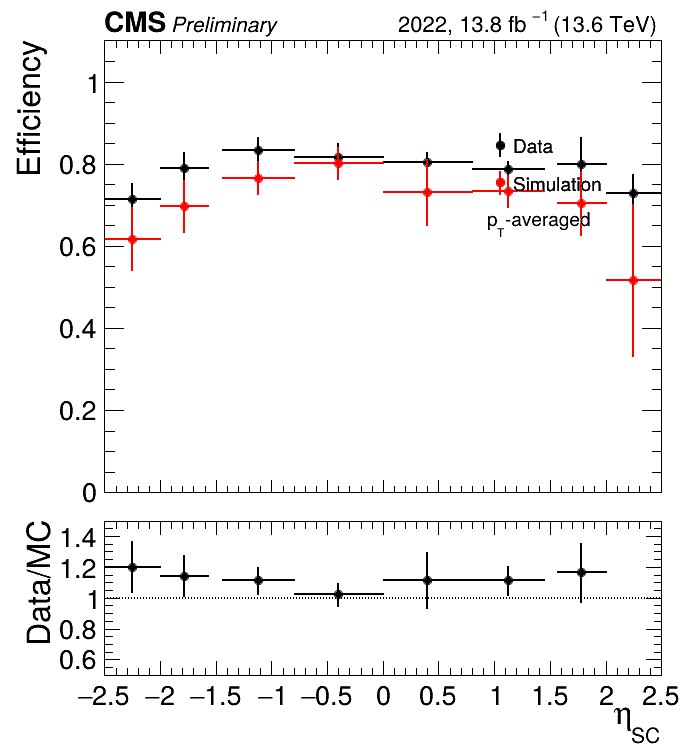 CMS Preliminary 2022, 13.8 fb⁻¹ (13.6 TeV)
Efficiency
1
0.8
0.6
0.4
0.2
0
Data
Simulation
p_T-averaged
Data/MC
1.4
1.2
1
0.8
0.6
−2.5 −2 −1.5 −1 −0.5 0 0.5 1 1.5 2 2.5
η_SC